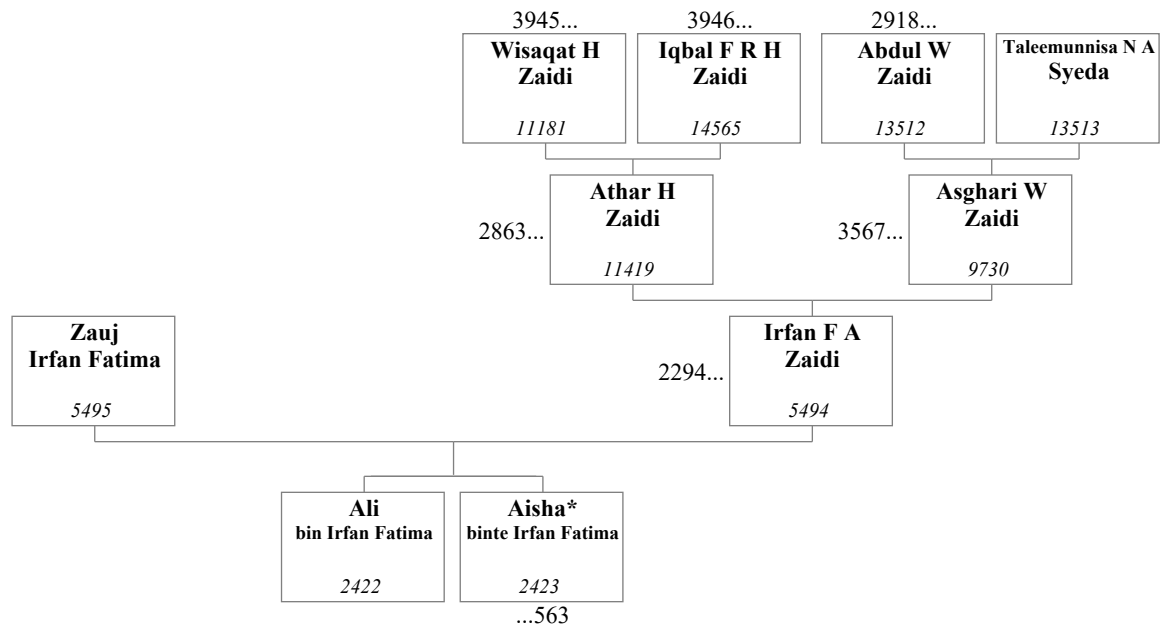 3945...
3946...
2918...
Wisaqat H
Zaidi
11181
Iqbal F R H
Zaidi
14565
Abdul W
Zaidi
13512
Taleemunnisa N A
Syeda
13513
2863...
Athar H
Zaidi
11419
3567...
Asghari W
Zaidi
9730
Zauj
Irfan Fatima
5495
2294...
Irfan F A
Zaidi
5494
Ali
bin Irfan Fatima
2422
Aisha*
binte Irfan Fatima
2423
...563